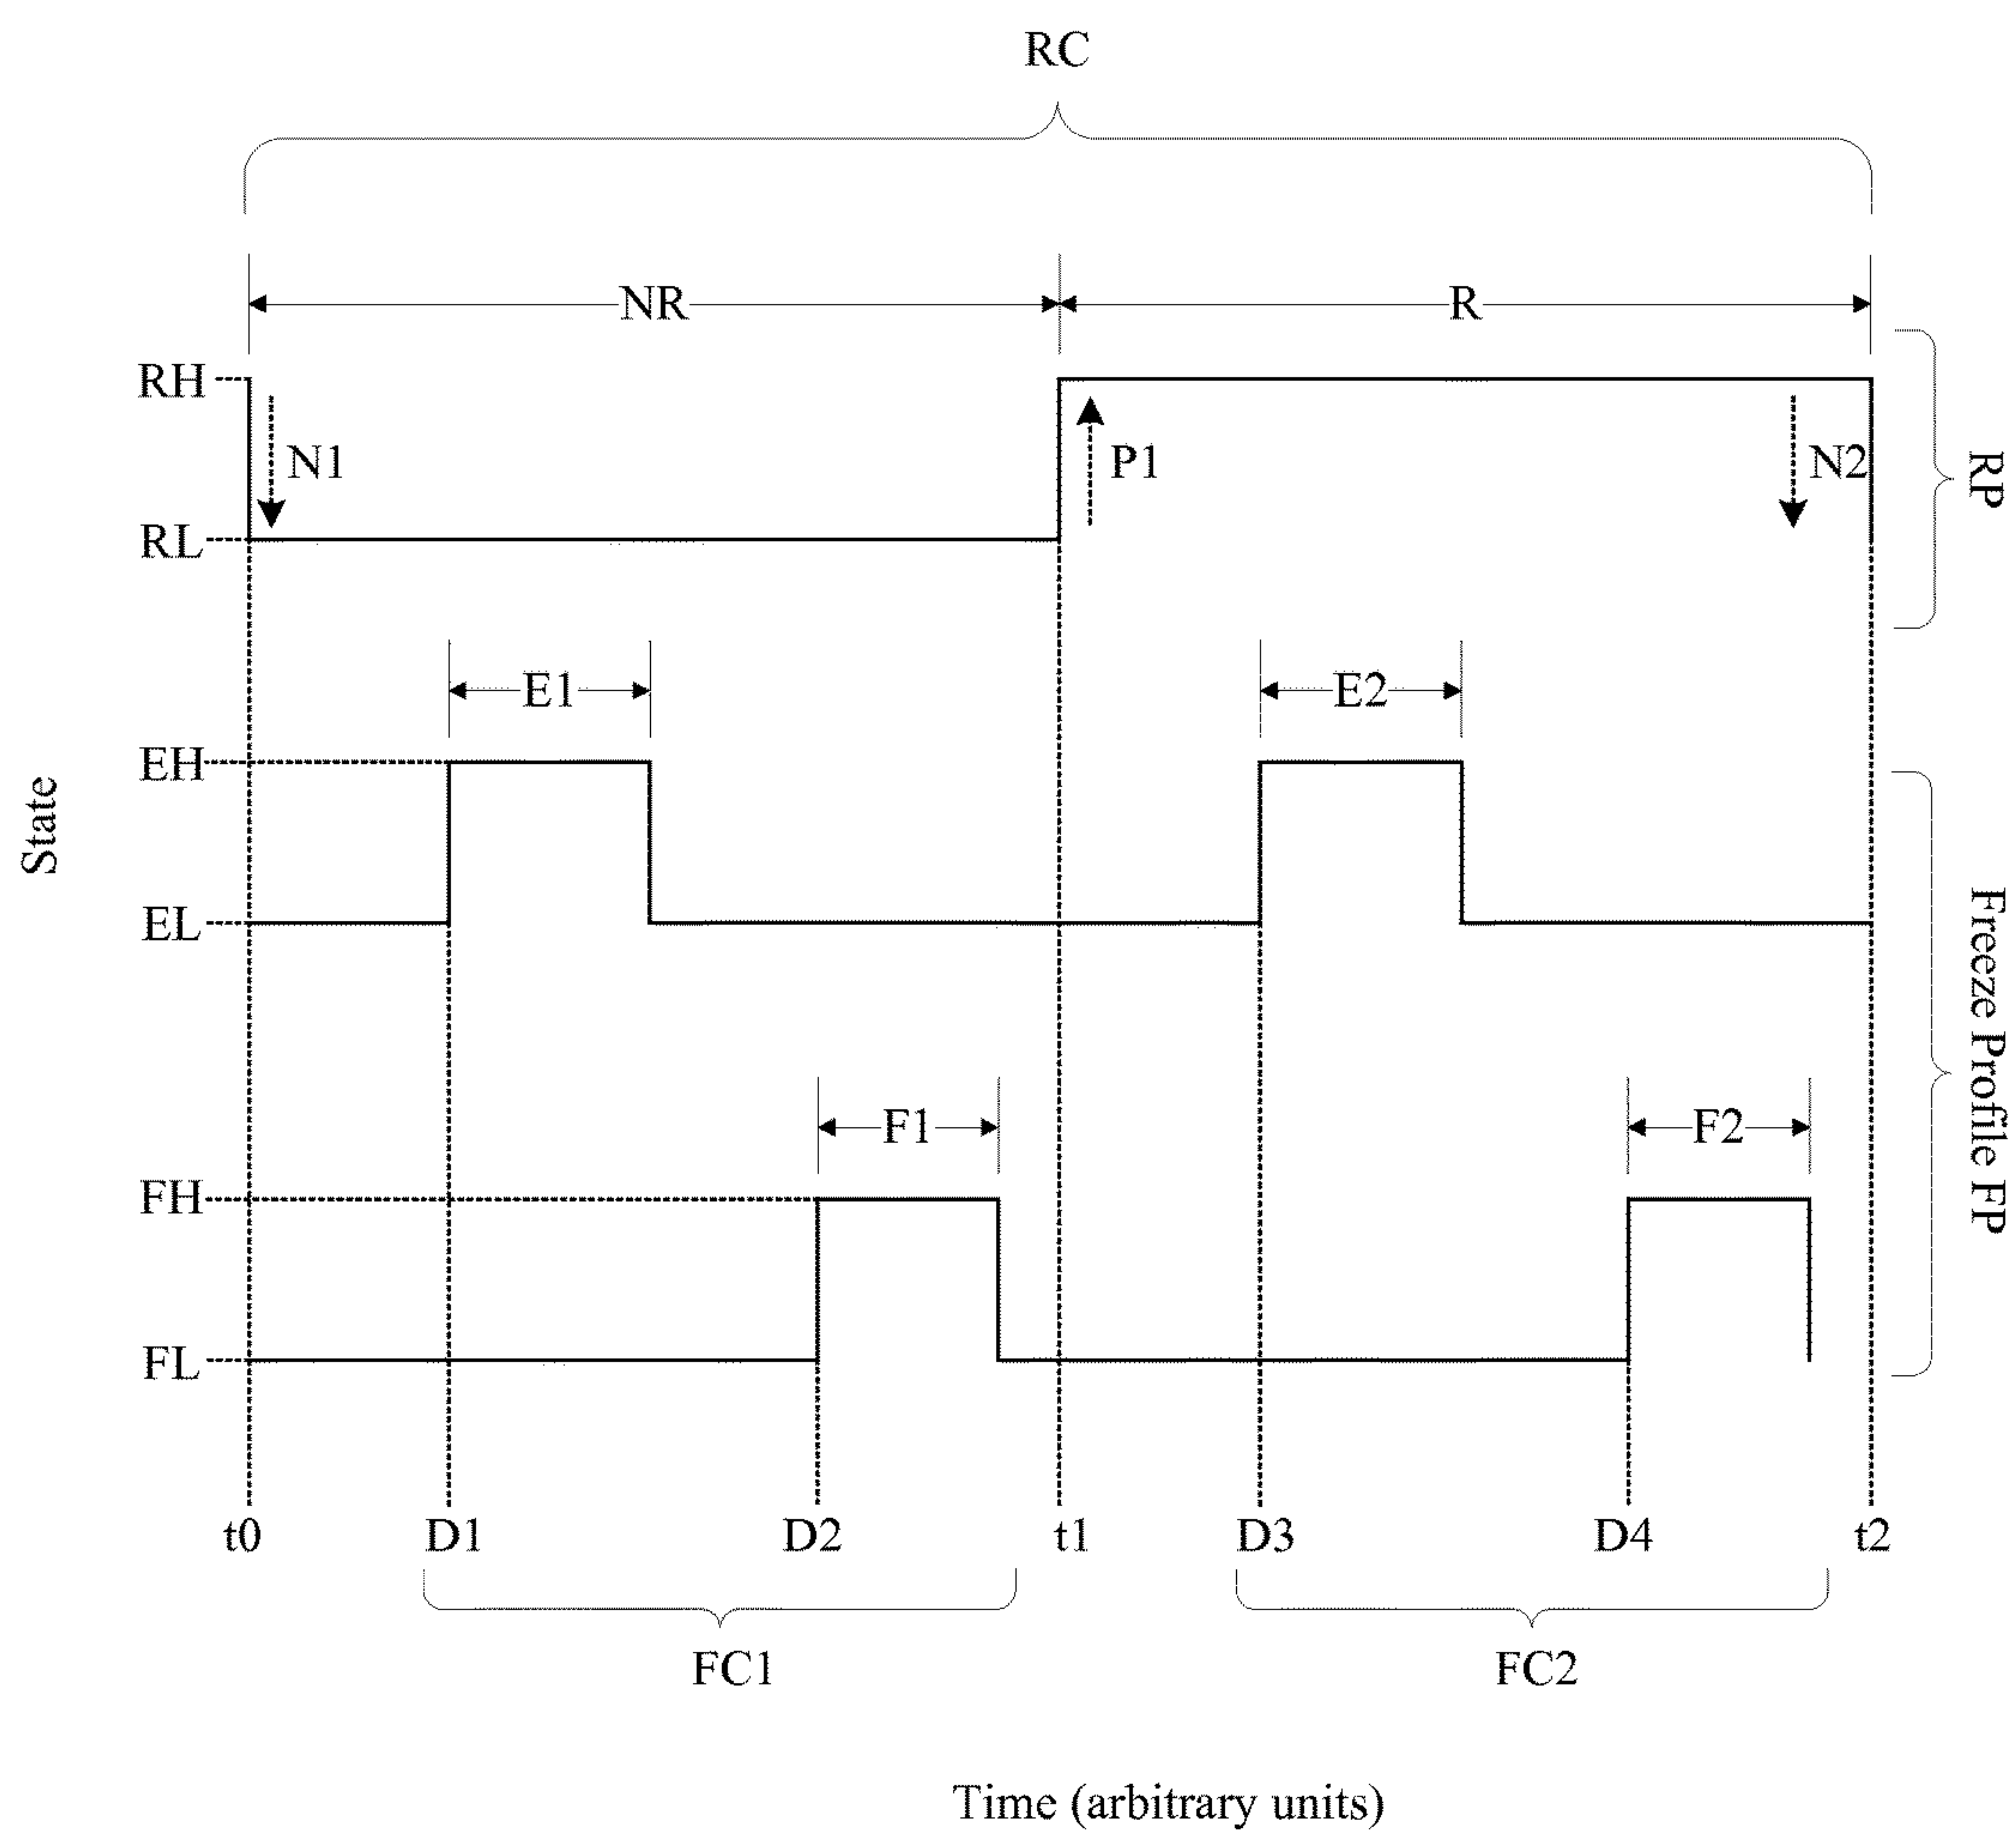 RC
NR R
RH
N1 P1 N2
RL
RP
E1 E2
EH
State
EL
F1 F2
FH
FL
Freeze Profile FP
t0 D1 D2 t1 D3 D4 t2
FC1 FC2
Time (arbitrary units)